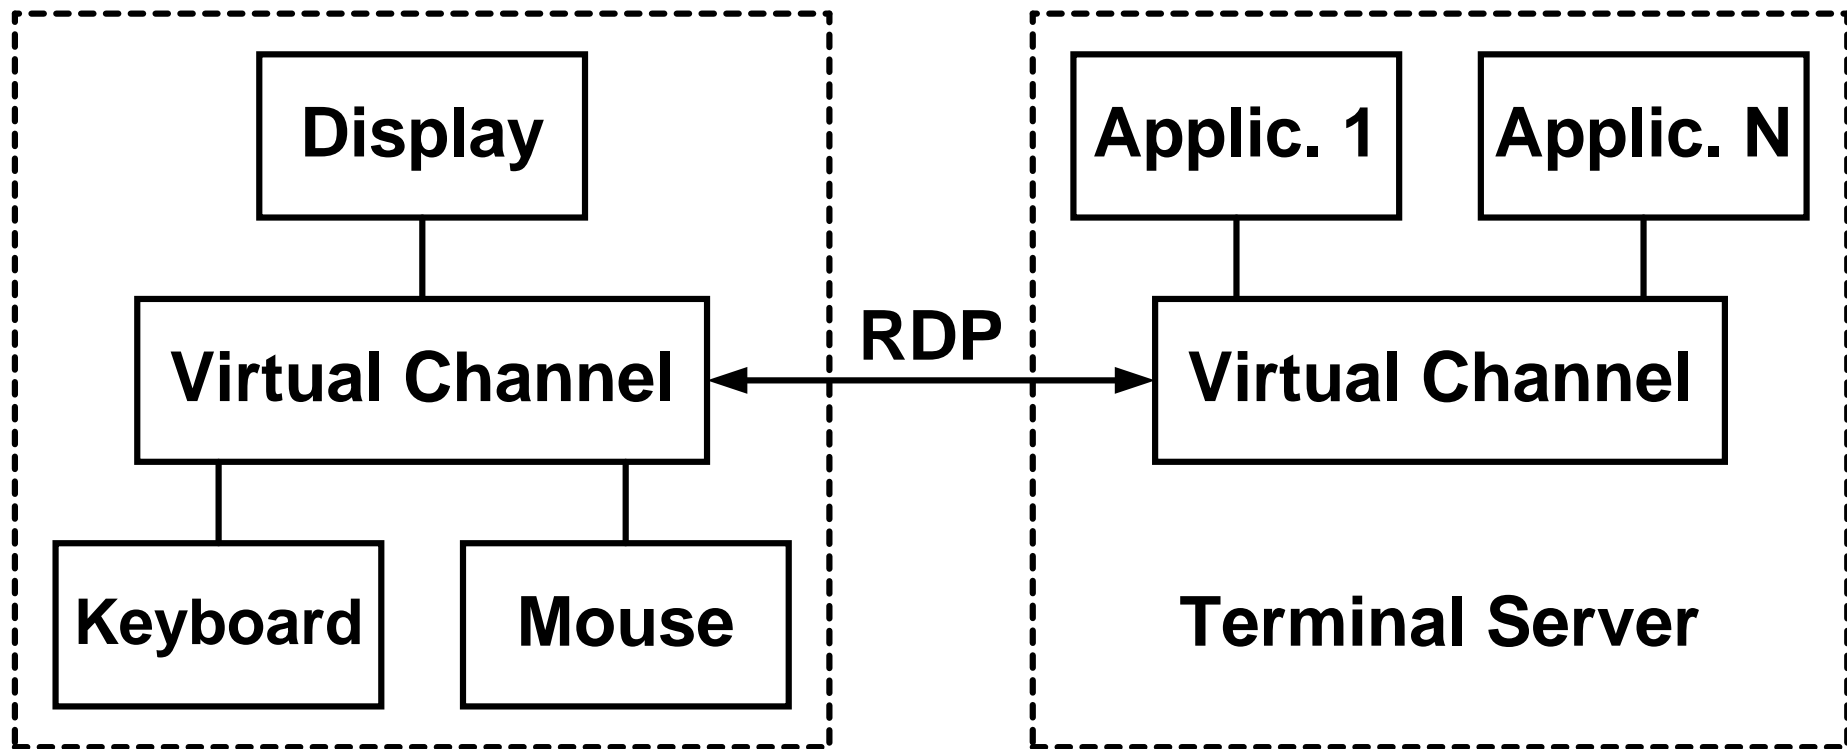 Display
Applic. 1
Applic. N
Virtual Channel
RDP
Virtual Channel
Keyboard
Mouse
Terminal Server